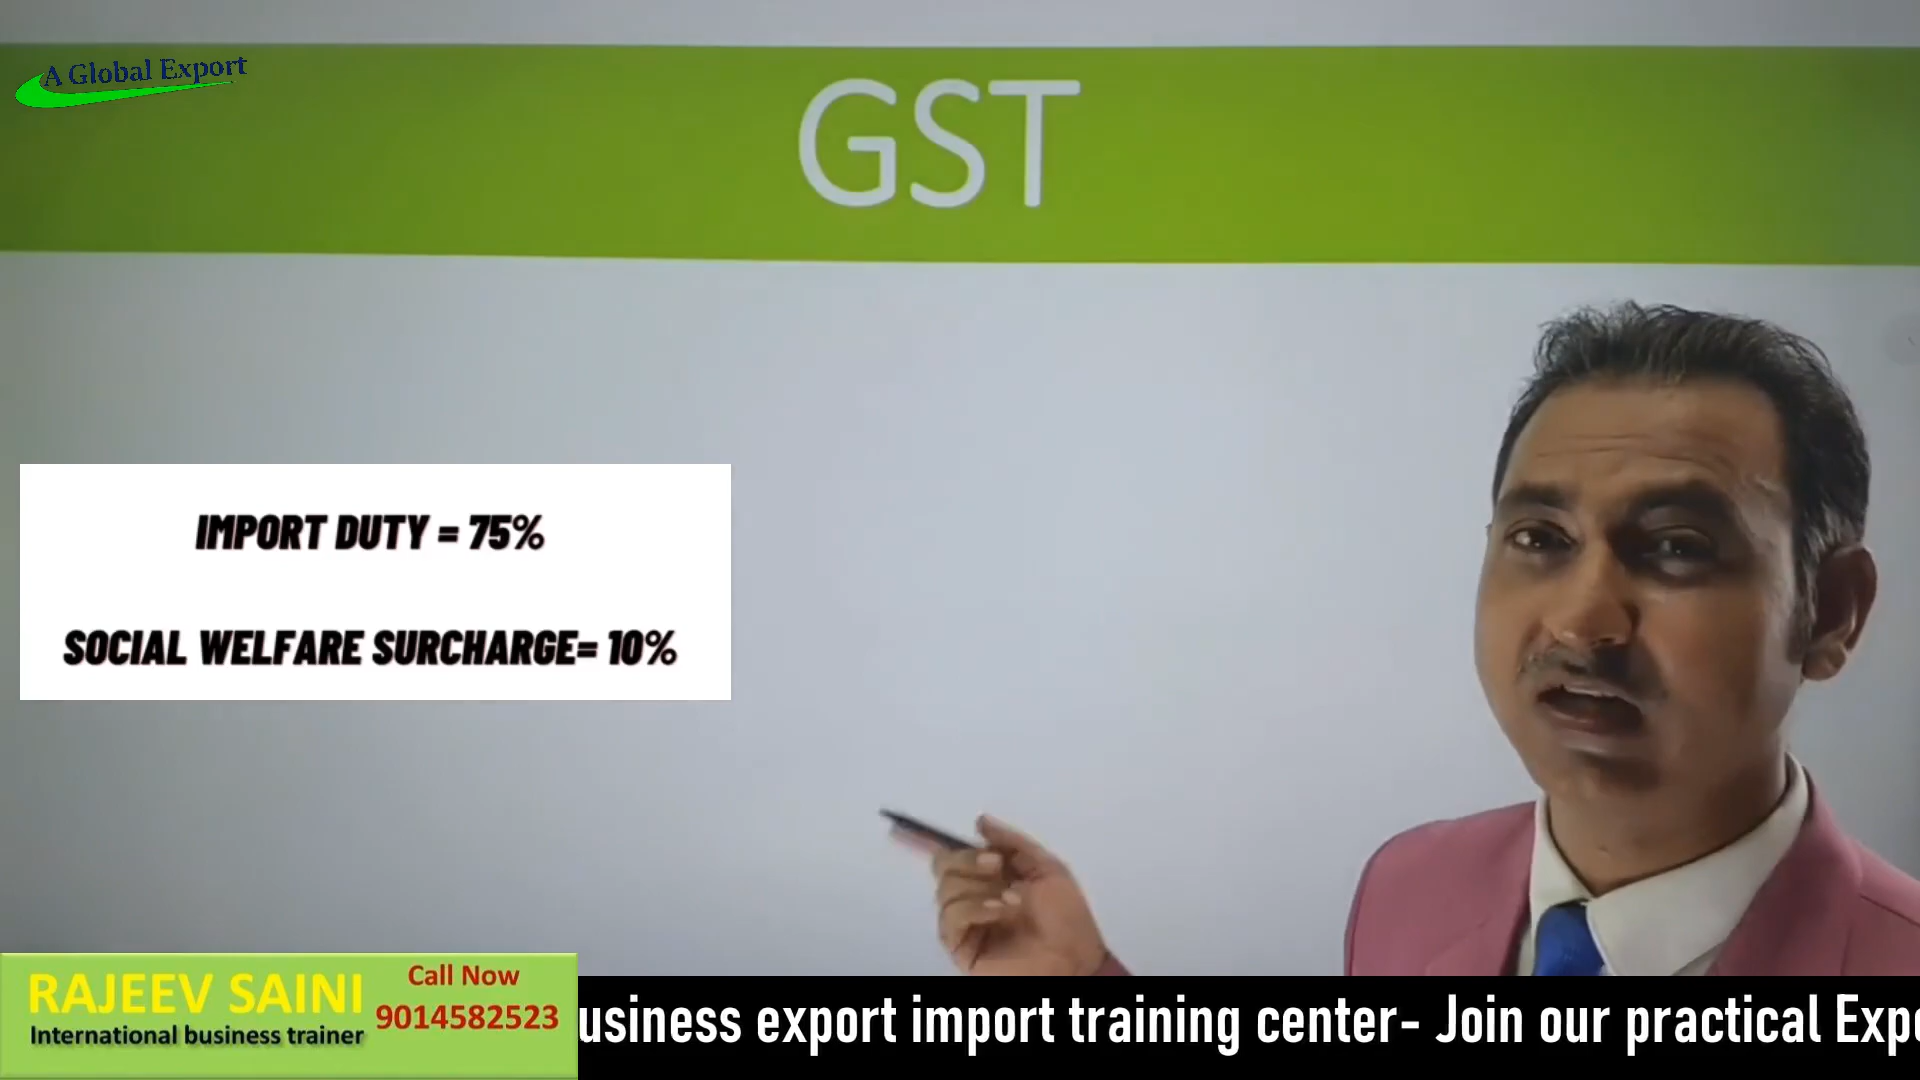 A Global Export
GST
IMPORT DUTY = 75%
SOCIAL WELFARE SURCHARGE= 10%
RAJEEV SAINI
International business trainer
Call Now
9014582523
usiness export import training center- Join our practical Exp